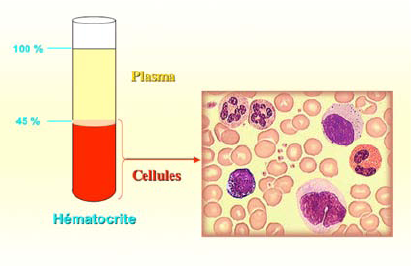 100 %
Plasma
45 %
Cellules
Hématocrite